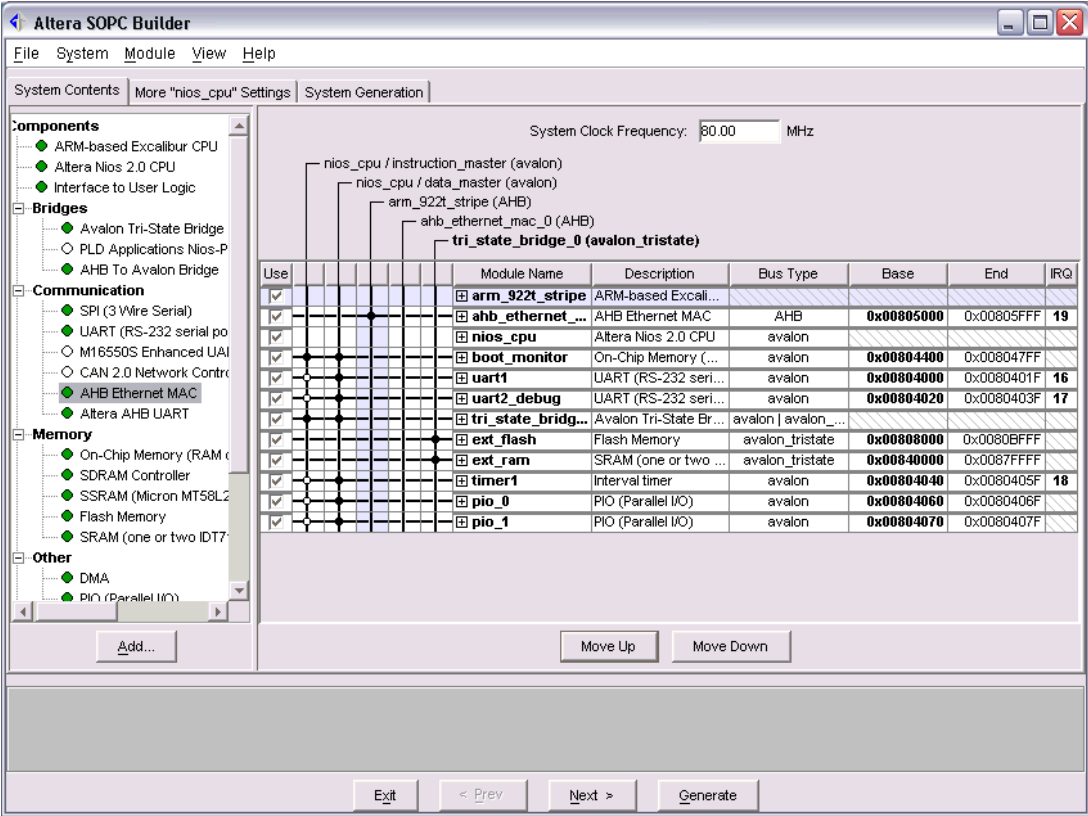 Altera SOPC Builder
File System Module View Help
System Contents More "nios_cpu" Settings System Generation
Components
ARM-based Excalibur CPU
Altera Nios 2.0 CPU
Interface to User Logic
Bridges
Avalon Tri-State Bridge
PLD Applications Nios-P
AHB To Avalon Bridge
Communication
SPI (3 Wire Serial)
UART (RS-232 serial po
M16550S Enhanced UAI
CAN 2.0 Network Contro
AHB Ethernet MAC
Altera AHB UART
Memory
On-Chip Memory (RAM o
SDRAM Controller
SSRAM (Micron MT58L2
Flash Memory
SRAM (one or two IDT7
Other
DMA
PIO (Parallel I/O)
Add...
System Clock Frequency: 80.00 MHz
nios_cpu / instruction_master (avalon)
nios_cpu / data_master (avalon)
arm_922t_stripe (AHB)
ahb_ethernet_mac_0 (AHB)
tri_state_bridge_0 (avalon_tristate)
Use Module Name Description Bus Type Base End IRQ
arm_922t_stripe ARM-based Excali...
ahb_ethernet_... AHB Ethernet MAC AHB 0x00805000 0x00805FFF 19
nios_cpu Altera Nios 2.0 CPU avalon
boot_monitor On-Chip Memory (... avalon 0x00804400 0x008047FF
uart1 UART (RS-232 seri... avalon 0x00804000 0x0080401F 16
uart2_debug UART (RS-232 seri... avalon 0x00804020 0x0080403F 17
tri_state_bridg... Avalon Tri-State Br... avalon | avalon_...
ext_flash Flash Memory avalon_tristate 0x00808000 0x0080BFFF
ext_ram SRAM (one or two ... avalon_tristate 0x00840000 0x0087FFFF
timer1 Interval timer avalon 0x00804040 0x0080405F 18
pio_0 PIO (Parallel I/O) avalon 0x00804060 0x0080406F
pio_1 PIO (Parallel I/O) avalon 0x00804070 0x0080407F
Move Up Move Down
Exit < Prev Next > Generate